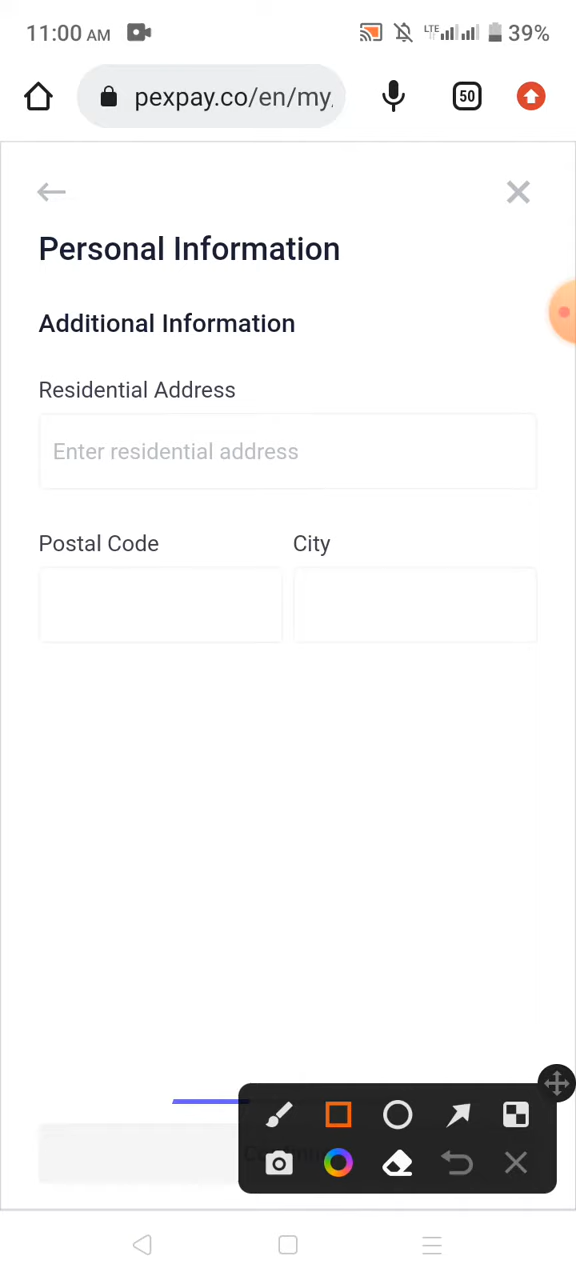 11:00 AM
LTE
39%
pexpay.co/en/my
50
Personal Information
Additional Information
Residential Address
Enter residential address
Postal Code
City